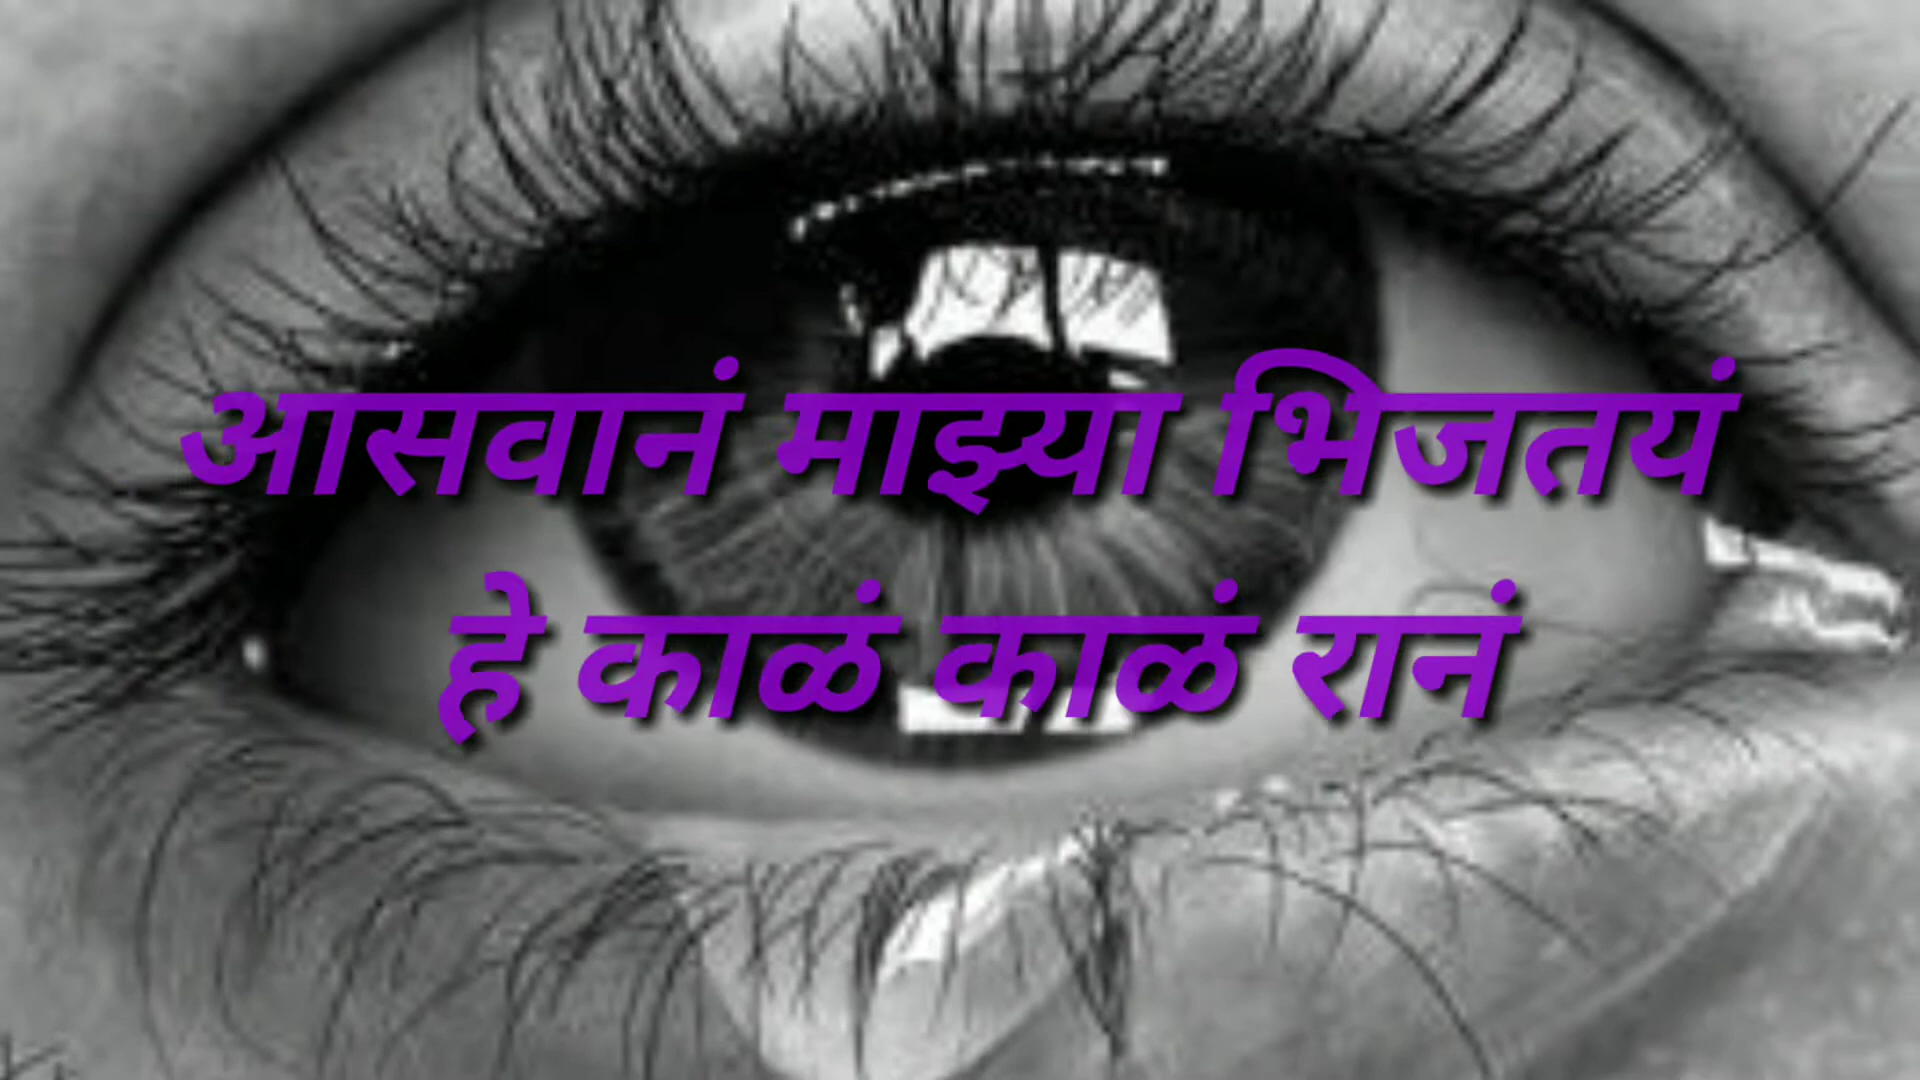 आसवानं माझ्या भिजतयं
हे काळं काळं रानं